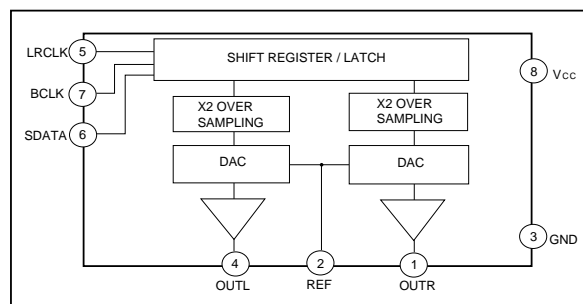 LRCLK
5
SHIFT REGISTER / LATCH
8
Vcc
BCLK
7
X2 OVER
SAMPLING
X2 OVER
SAMPLING
SDATA
6
DAC
DAC
3
GND
4
2
1
OUTL
REF
OUTR